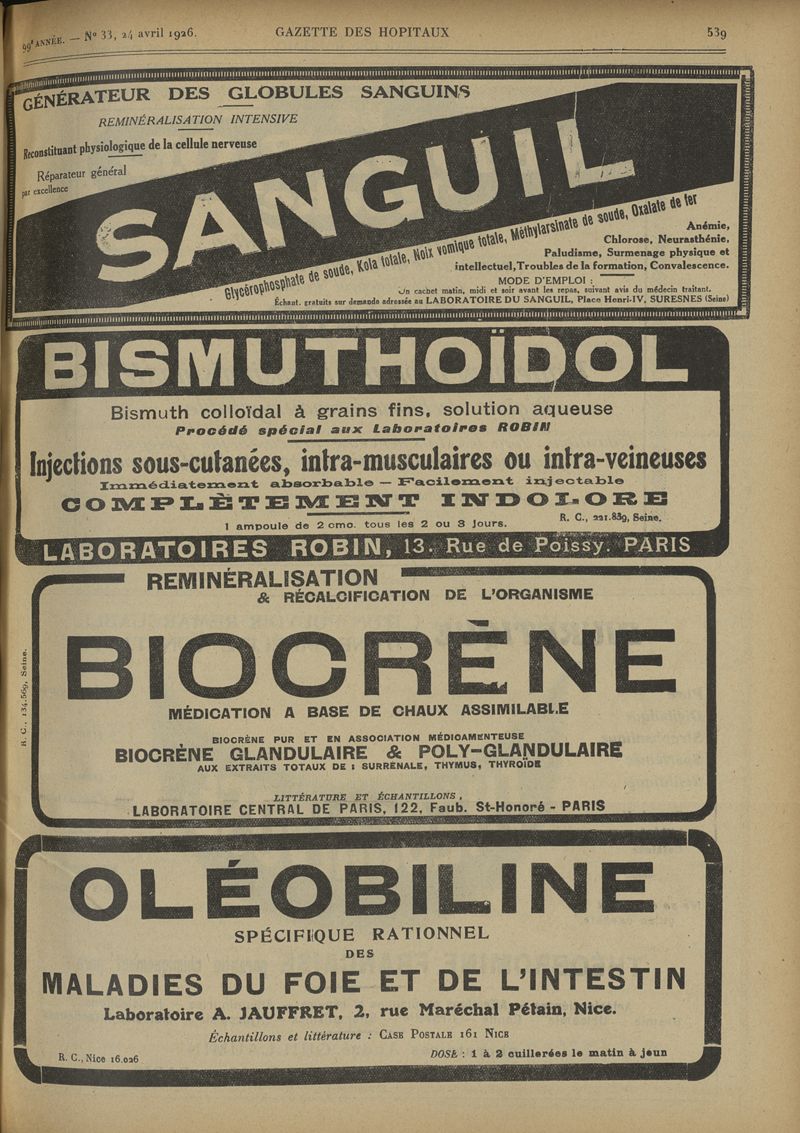 99e ANNÉE. — No 33, 24 avril 1926.
GAZETTE DES HOPITAUX
539
GÉNÉRATEUR DES GLOBULES SANGUINS
REMINÉRALISATION INTENSIVE
Reconstituant physiologique de la cellule nerveuse
Réparateur général
par excellence
SANGUIL
Glycérophosphate de soude, Kola totale, Noix vomique totale, Méthylarsinate de soude, Oxalate de fer
Anémie,
Chlorose, Neurasthénie,
Paludisme, Surmenage physique et
intellectuel, Troubles de la formation, Convalescence.
MODE D'EMPLOI :
Un cachet matin, midi et soir avant les repas, suivant avis du médecin traitant.
Échant. gratuits sur demande adressée au LABORATOIRE DU SANGUIL, Place Henri-IV, SURESNES (Seine)
BISMUTHOÏDOL
Bismuth colloïdal à grains fins, solution aqueuse
Procédé spécial aux Laboratoires ROBIN
Injections sous-cutanées, intra-musculaires ou intra-veineuses
Immédiatement absorbable — Facilement injectable
COMPLÈTEMENT INDOLORE
1 ampoule de 2 cmc. tous les 2 ou 3 jours.
R. C., 221.839, Seine.
LABORATOIRES ROBIN, 13. Rue de Poissy. PARIS
REMINÉRALISATION
& RÉCALCIFICATION DE L'ORGANISME
BIOCRÈNE
MÉDICATION A BASE DE CHAUX ASSIMILABLE
BIOCRÈNE PUR ET EN ASSOCIATION MÉDICAMENTEUSE
BIOCRÈNE GLANDULAIRE & POLY-GLANDULAIRE
AUX EXTRAITS TOTAUX DE : SURRÉNALE, THYMUS, THYROÏDE
LITTÉRATURE ET ÉCHANTILLONS,
LABORATOIRE CENTRAL DE PARIS, 122, Faub. St-Honoré - PARIS
R. C., 134.569, Seine.
OLÉOBILINE
SPÉCIFIQUE RATIONNEL
DES
MALADIES DU FOIE ET DE L'INTESTIN
Laboratoire A. JAUFFRET, 2, rue Maréchal Pétain, Nice.
Échantillons et littérature : CASE POSTALE 161 NICE
R. C., Nice 16.026
DOSE : 1 à 2 cuillerées le matin à jeun